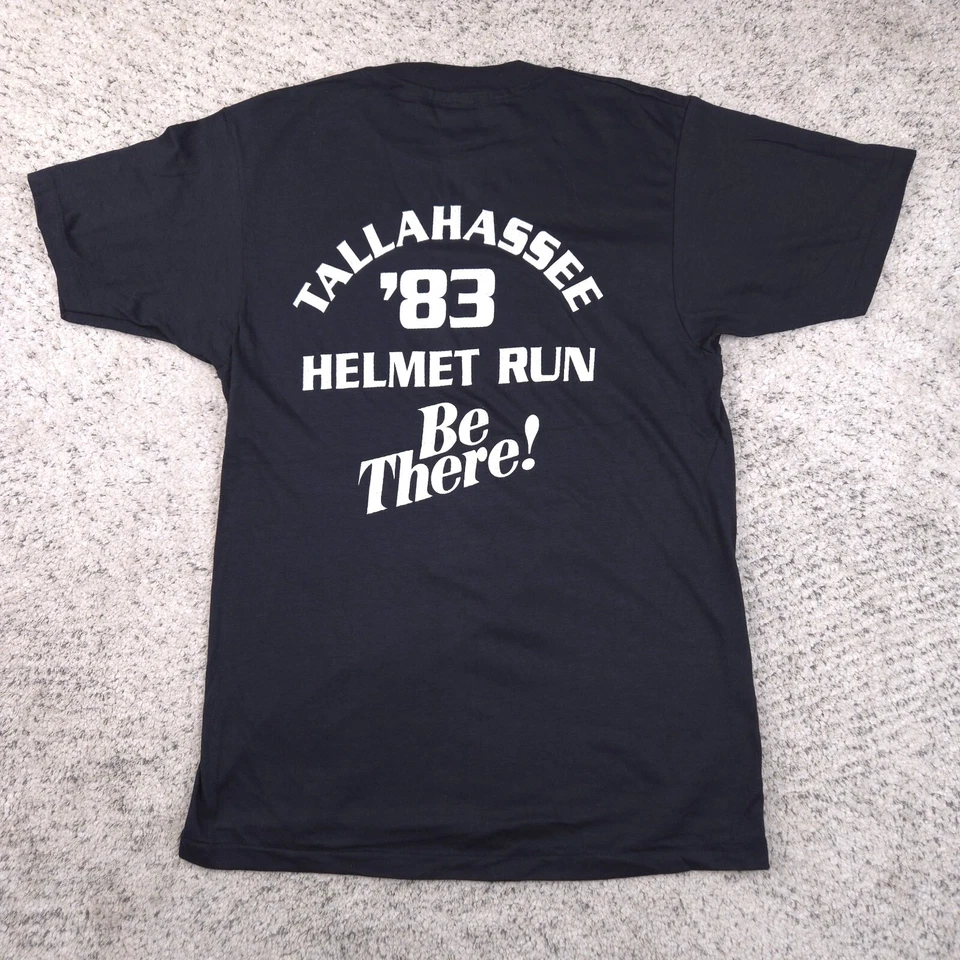 TALLAHASSEE
'83
HELMET RUN
Be
There!